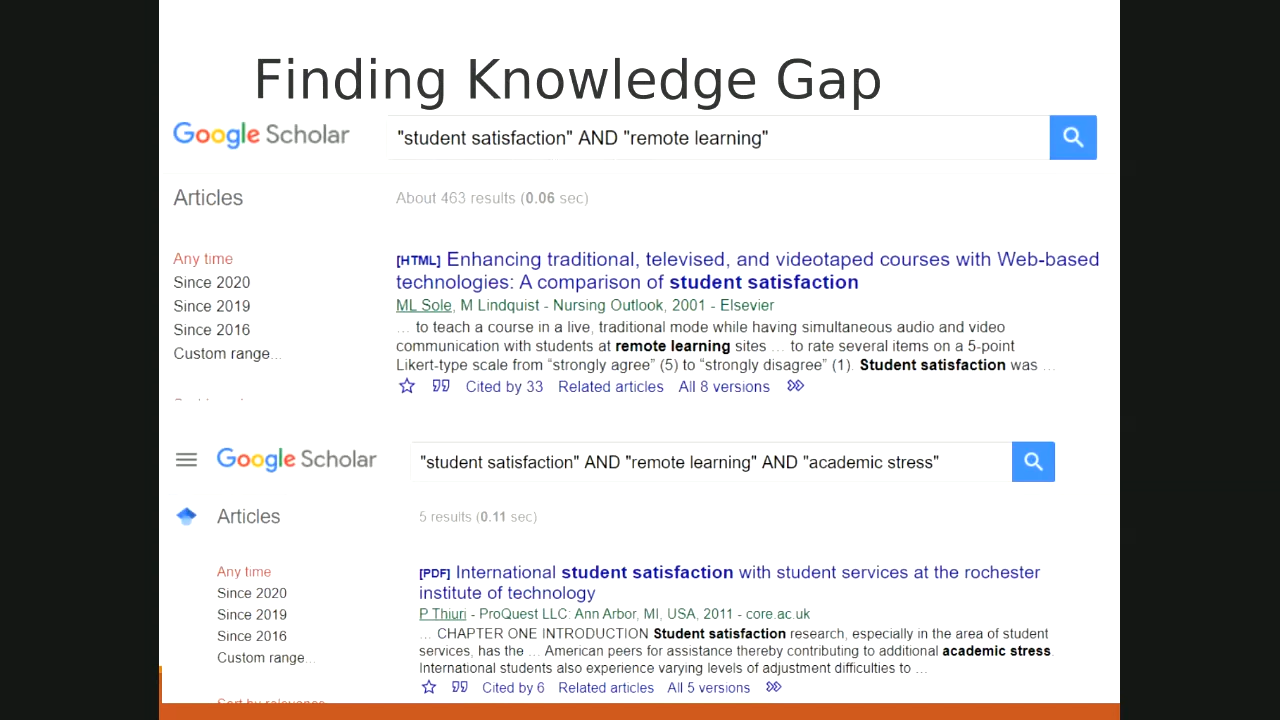 Finding Knowledge Gap
Google Scholar
"student satisfaction" AND "remote learning"
Articles
About 463 results (0.06 sec)
Any time
Since 2020
Since 2019
Since 2016
Custom range...
[HTML] Enhancing traditional, televised, and videotaped courses with Web-based
technologies: A comparison of student satisfaction
ML Sole, M Lindquist - Nursing Outlook, 2001 - Elsevier
... to teach a course in a live, traditional mode while having simultaneous audio and video
communication with students at remote learning sites ... to rate several items on a 5-point
Likert-type scale from “strongly agree” (5) to “strongly disagree” (1). Student satisfaction was ...
Cited by 33 Related articles All 8 versions
Google Scholar
"student satisfaction" AND "remote learning" AND "academic stress"
Articles
5 results (0.11 sec)
Any time
Since 2020
Since 2019
Since 2016
Custom range...
[PDF] International student satisfaction with student services at the rochester
institute of technology
P Thiuri - ProQuest LLC: Ann Arbor, MI, USA, 2011 - core.ac.uk
... CHAPTER ONE INTRODUCTION Student satisfaction research, especially in the area of student
services, has the ... American peers for assistance thereby contributing to additional academic stress.
International students also experience varying levels of adjustment difficulties to ...
Cited by 6 Related articles All 5 versions
Sort by relevance